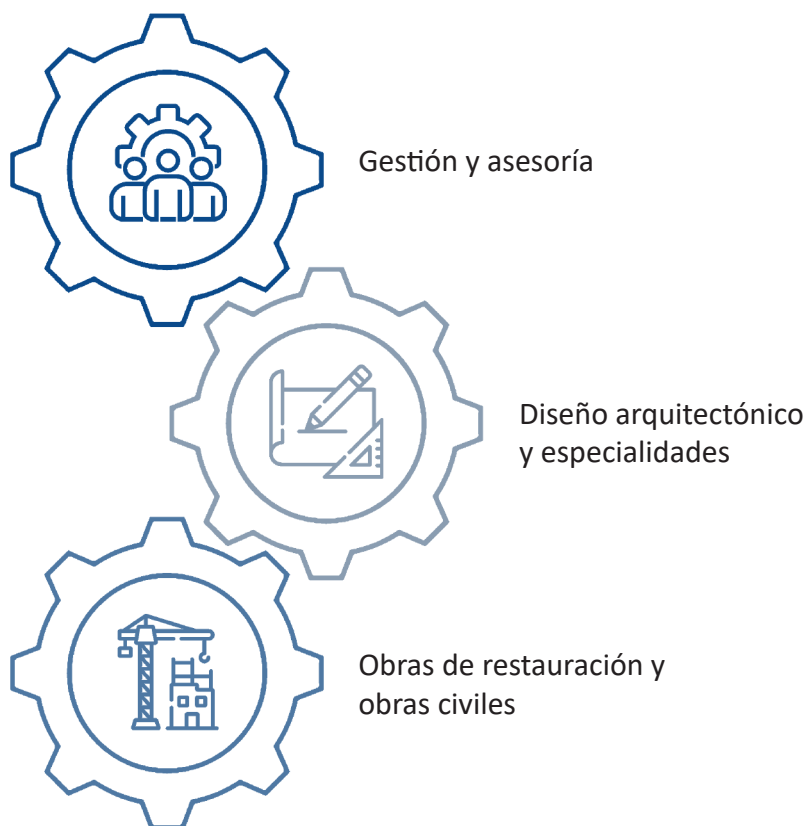 Gestión y asesoría
Diseño arquitectónico
y especialidades
Obras de restauración y
obras civiles